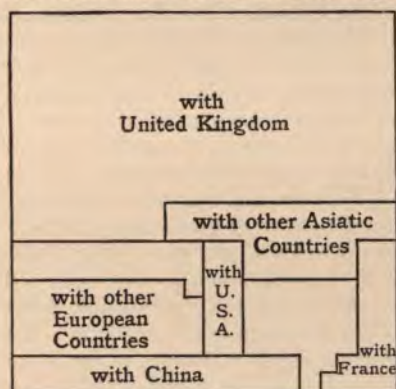 with
United Kingdom
with other Asiatic
Countries
with
U.
S.
A.
with other
European
Countries
with China
with
France